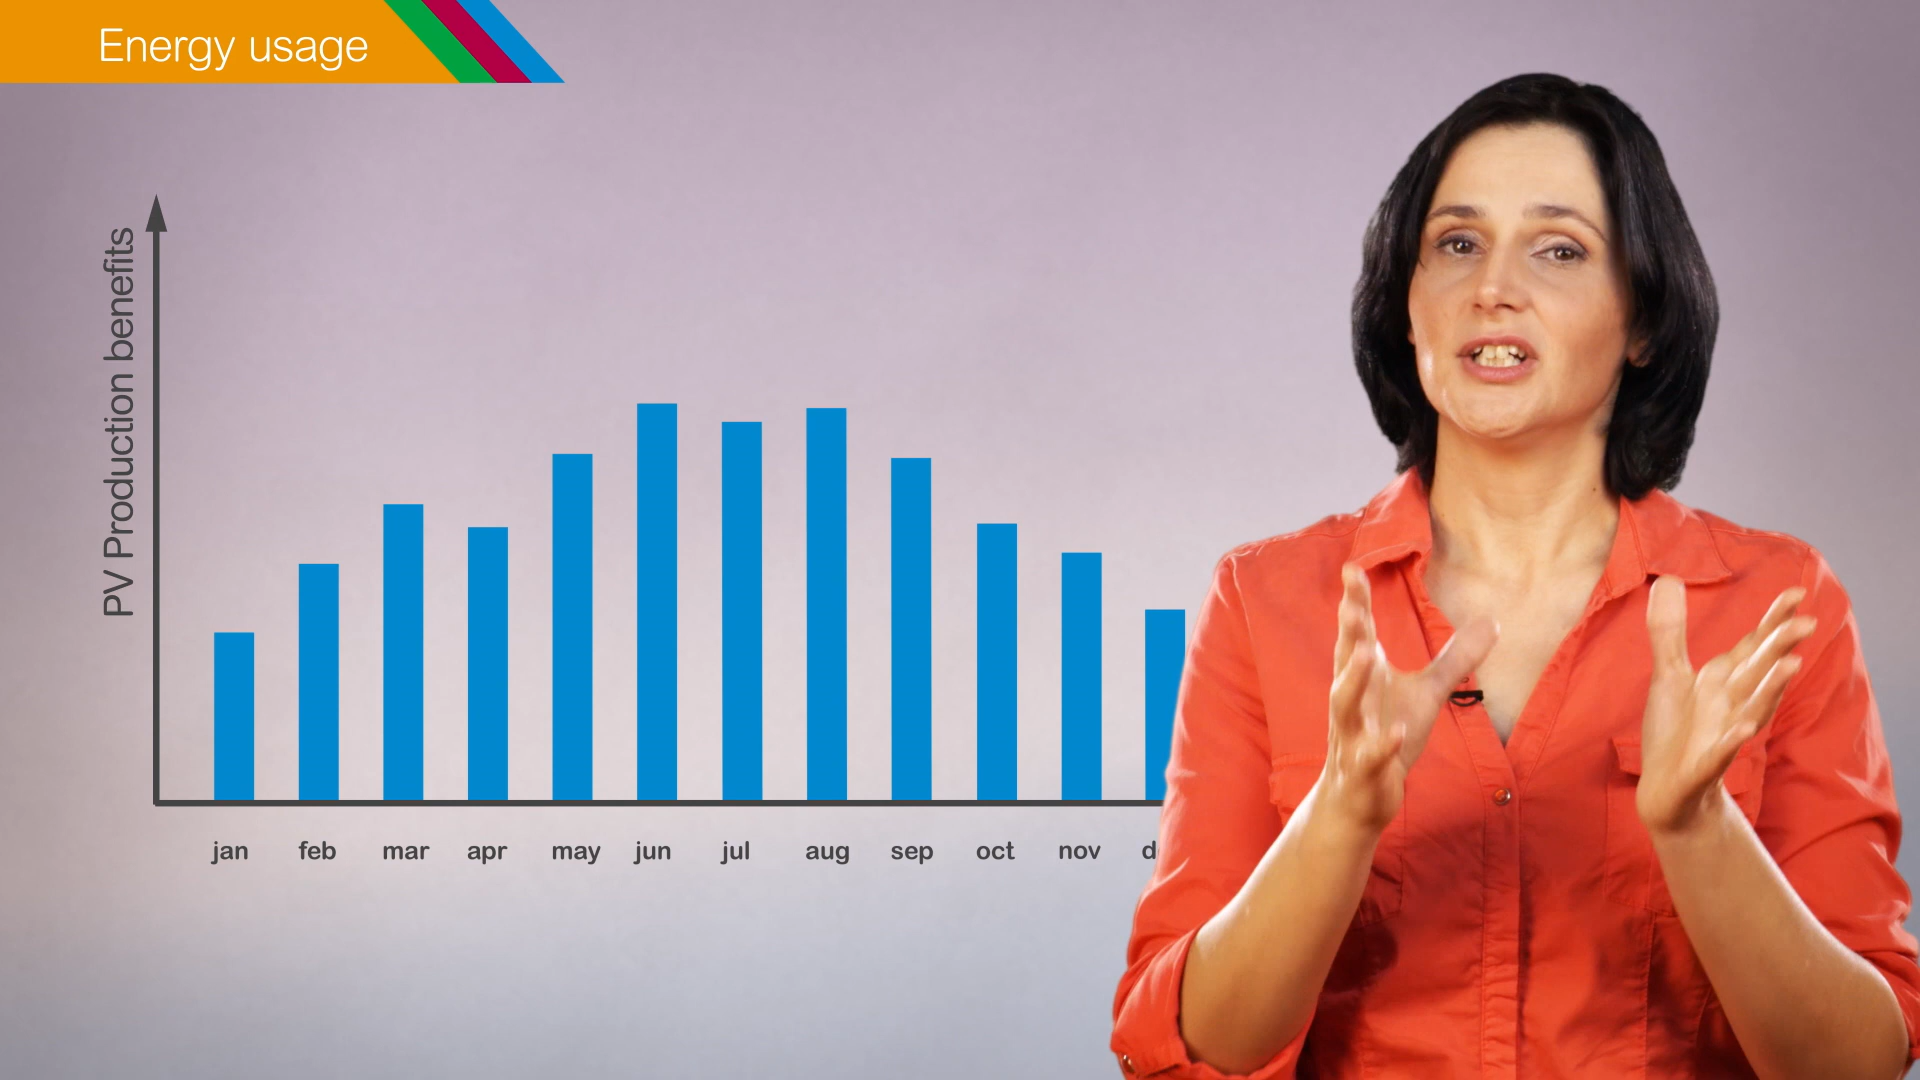 Energy usage
PV Production benefits
jan feb mar apr may jun jul aug sep oct nov